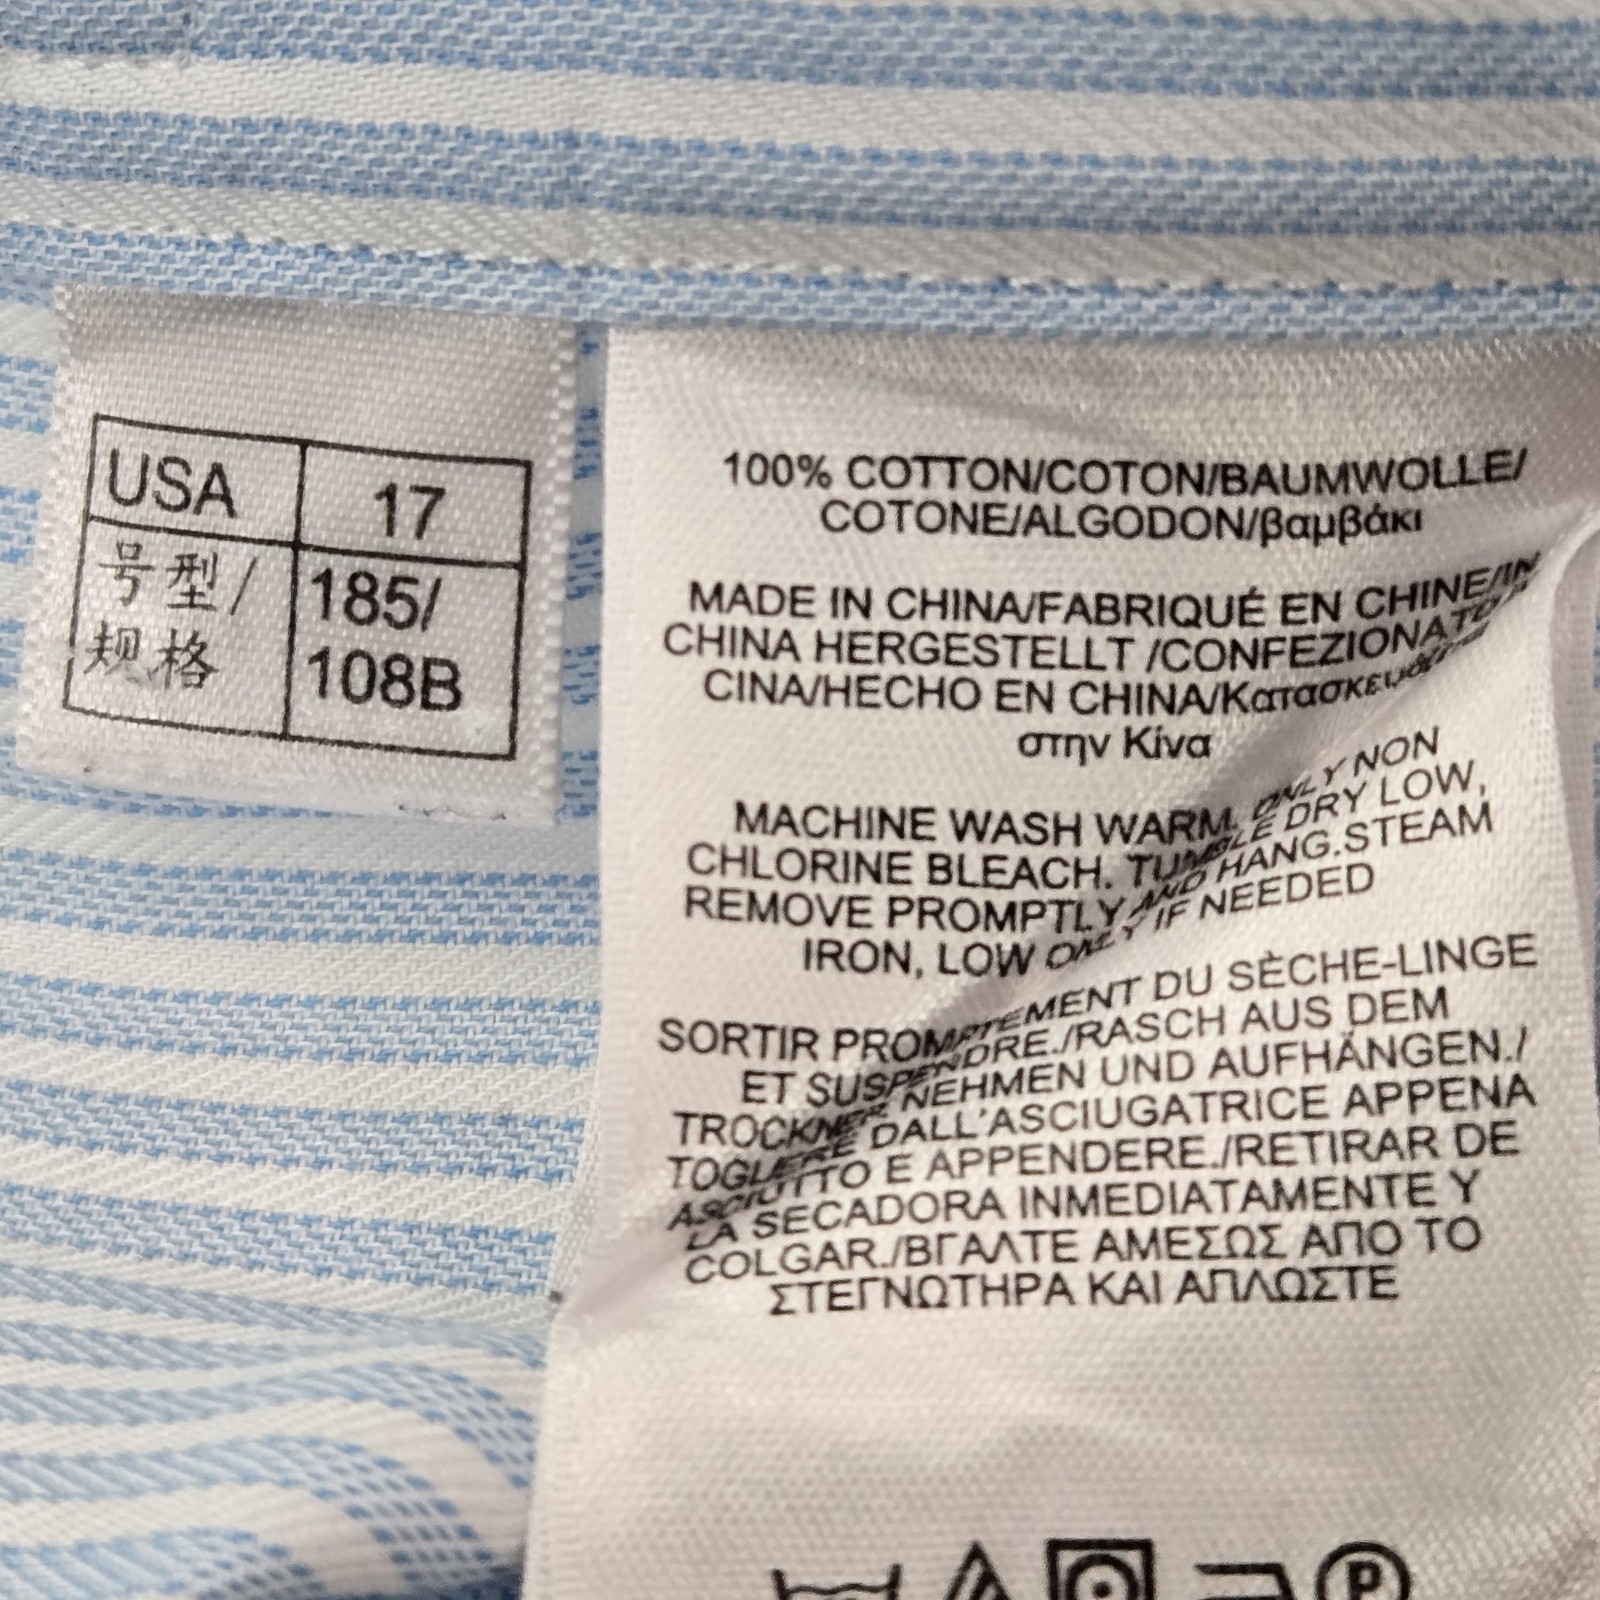 USA 17
号型/ 185/
规格 108B
100% COTTON/COTON/BAUMWOLLE/
COTONE/ALGODON/βαμβάκι
MADE IN CHINA/FABRIQUÉ EN CHINE/IN
CHINA HERGESTELLT /CONFEZIONATO
CINA/HECHO EN CHINA/
στην Κίνα
MACHINE WASH WARM. ONLY NON
CHLORINE BLEACH. TUMBLE DRY LOW,
REMOVE PROMPTLY AND HANG.STEAM
IRON, LOW ONLY IF NEEDED
SORTIR PROMPTEMENT DU SÈCHE-LINGE
ET SUSPENDRE./RASCH AUS DEM
TROCKNER NEHMEN UND AUFHÄNGEN./
TOGLIERE DALL'ASCIUGATRICE APPENA
ASCIUTTO E APPENDERE./RETIRAR DE
LA SECADORA INMEDIATAMENTE Y
COLGAR./ΒΓΑΛΤΕ ΑΜΕΣΩΣ ΑΠΟ ΤΟ
ΣΤΕΓΝΩΤΗΡΑ ΚΑΙ ΑΠΛΩΣΤΕ
P